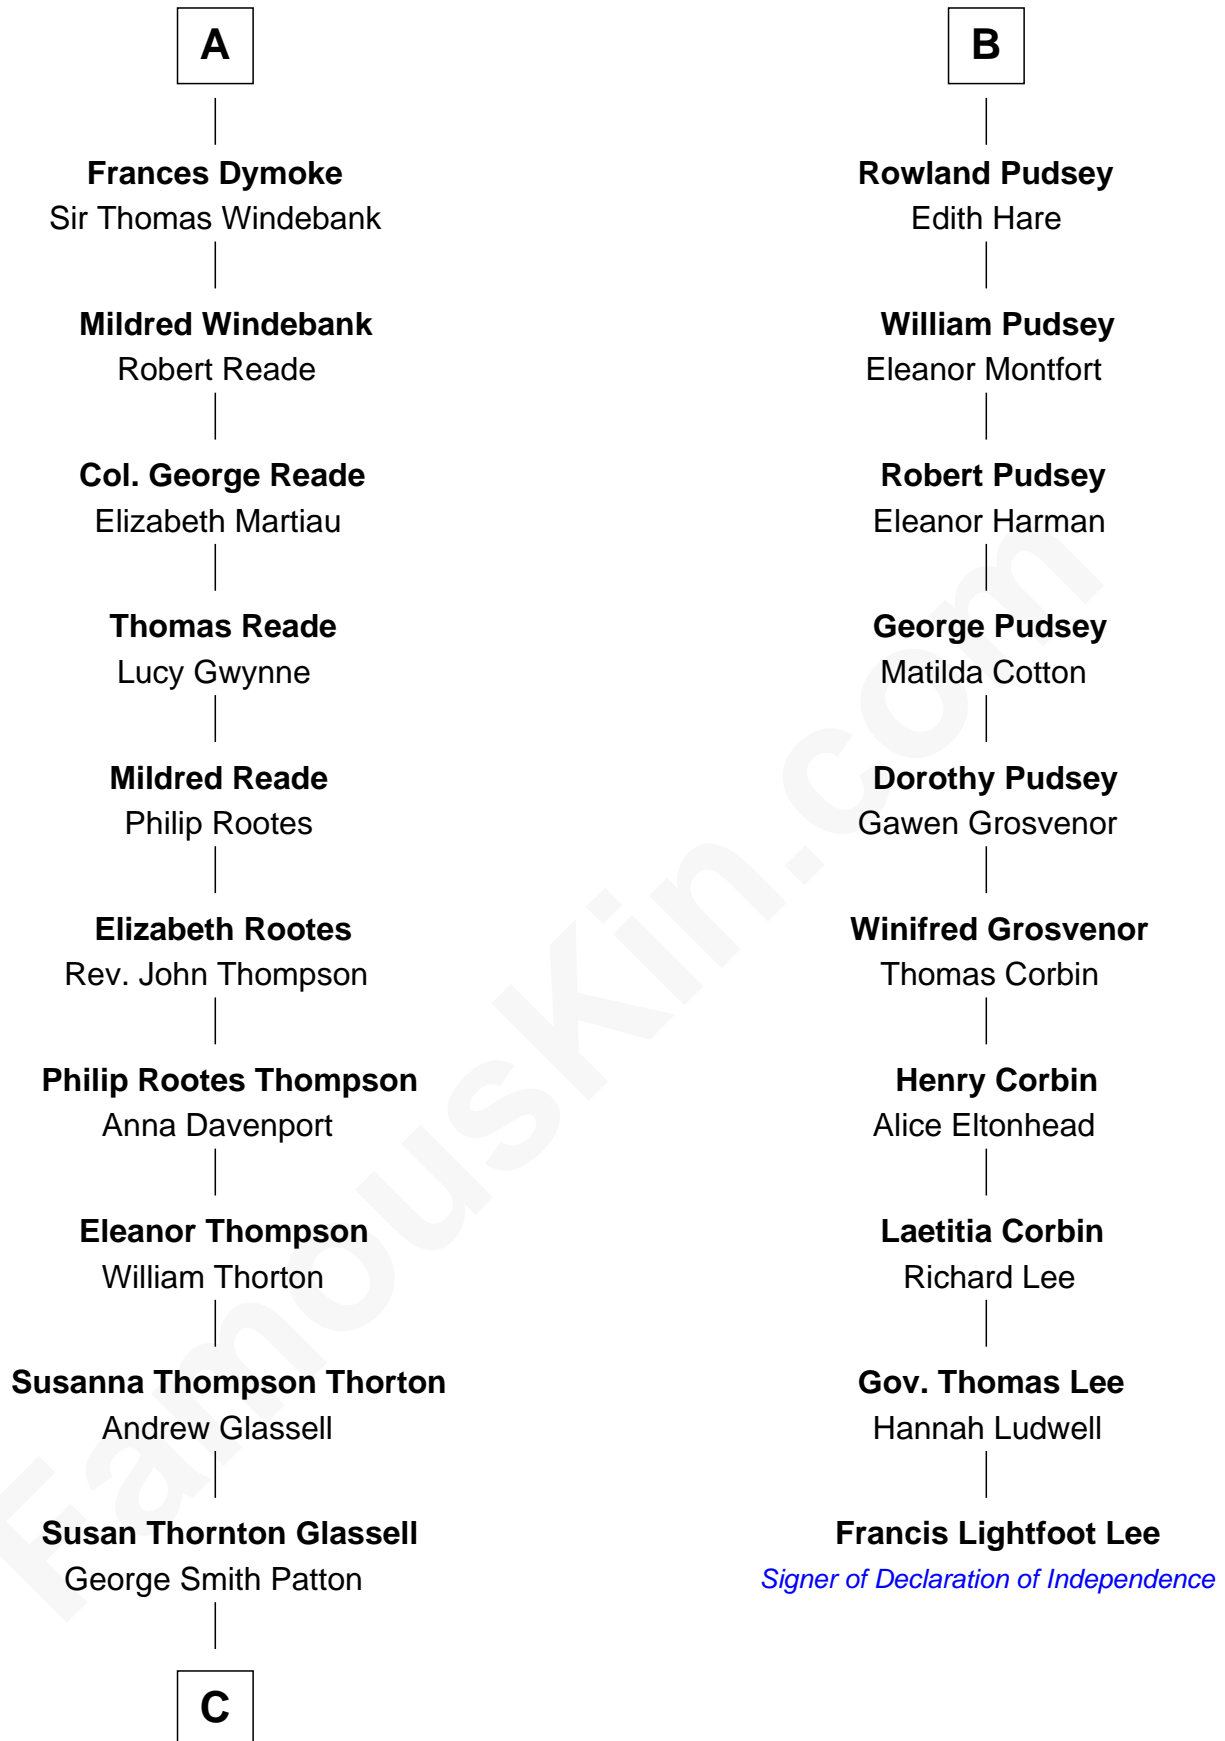 A
Frances Dymoke
Sir Thomas Windebank
Mildred Windebank
Robert Reade
Col. George Reade
Elizabeth Martiau
Thomas Reade
Lucy Gwynne
Mildred Reade
Philip Rootes
Elizabeth Rootes
Rev. John Thompson
Philip Rootes Thompson
Anna Davenport
Eleanor Thompson
William Thorton
Susanna Thompson Thorton
Andrew Glassell
Susan Thornton Glassell
George Smith Patton
C
B
Rowland Pudsey
Edith Hare
William Pudsey
Eleanor Montfort
Robert Pudsey
Eleanor Harman
George Pudsey
Matilda Cotton
Dorothy Pudsey
Gawen Grosvenor
Winifred Grosvenor
Thomas Corbin
Henry Corbin
Alice Eltonhead
Laetitia Corbin
Richard Lee
Gov. Thomas Lee
Hannah Ludwell
Francis Lightfoot Lee
Signer of Declaration of Independence
FamousKin.com